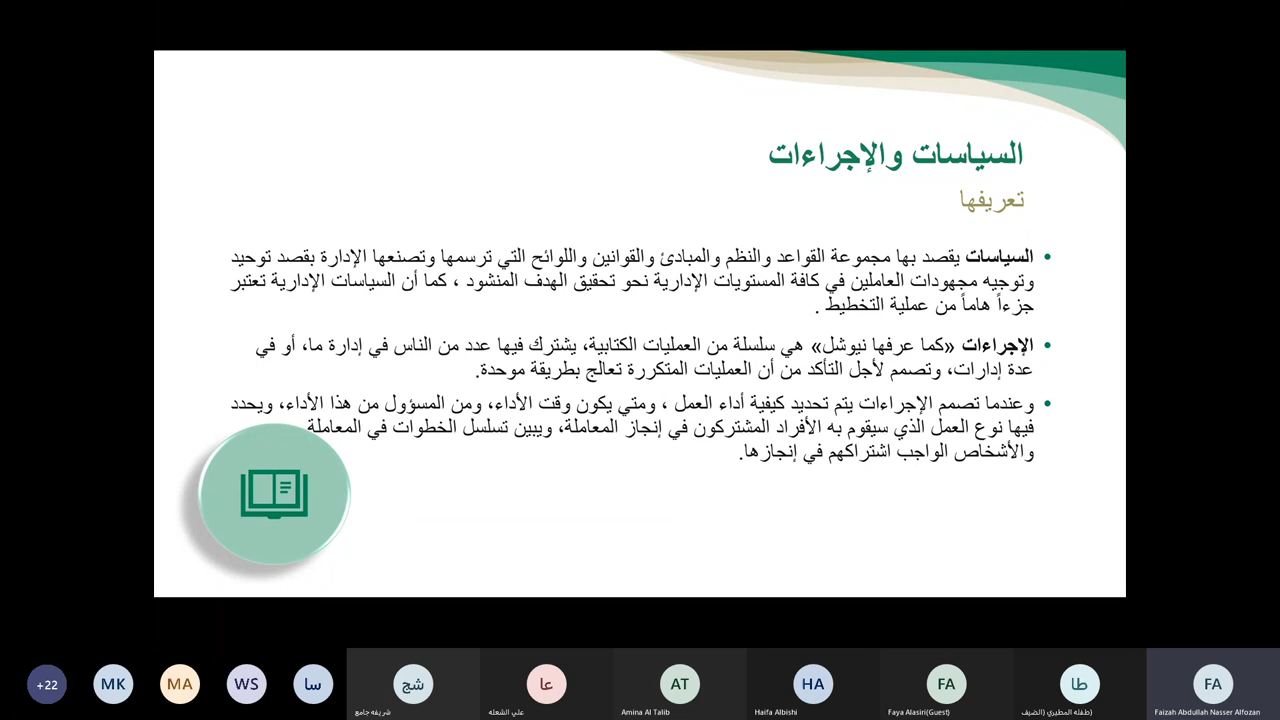 السياسات والإجراءات
تعريفها
• السياسات يقصد بها مجموعة القواعد والنظم والمبادئ والقوانين واللوائح التي ترسمها وتصنعها الإدارة بقصد توحيد
وتوجيه مجهودات العاملين في كافة المستويات الإدارية نحو تحقيق الهدف المنشود ، كما أن السياسات الإدارية تعتبر
جزءاً هاماً من عملية التخطيط .
• الإجراءات «كما عرفها نيوشل» هي سلسلة من العمليات الكتابية، يشترك فيها عدد من الناس في إدارة ما، أو في
عدة إدارات، وتصمم لأجل التأكد من أن العمليات المتكررة تعالج بطريقة موحدة.
• وعندما تصمم الإجراءات يتم تحديد كيفية أداء العمل ، ومتي يكون وقت الأداء، ومن المسؤول من هذا الأداء، ويحدد
فيها نوع العمل الذي سيقوم به الأفراد المشتركون في إنجاز المعاملة، ويبين تسلسل الخطوات في المعاملة
والأشخاص الواجب اشتراكهم في إنجازها.
+22
MK
MA
WS
سا
شج
عا
AT
HA
FA
طا
FA
شريفه جامع
علي الشعله
Amina Al Talib
Haifa Albishi
Faya Alasiri(Guest)
طفله المطيري (الضيف)
Faizah Abdullah Nasser Alfozan